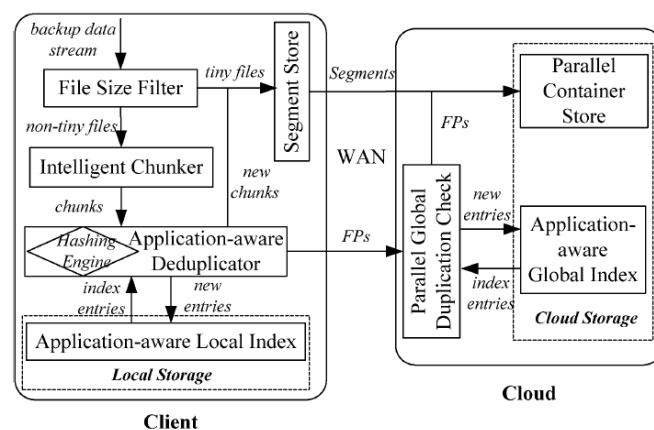 backup data
stream
File Size Filter
tiny files
Segment Store
Segments
Parallel
Container
Store
non-tiny files
FPs
Intelligent Chunker
new
chunks
WAN
chunks
Parallel Global
Duplication Check
new
entries
Hashing
Engine
Application-aware
Deduplicator
FPs
Application-
aware
Global Index
index
entries
new
entries
index
entries
Application-aware Local Index
Cloud Storage
Local Storage
Client
Cloud